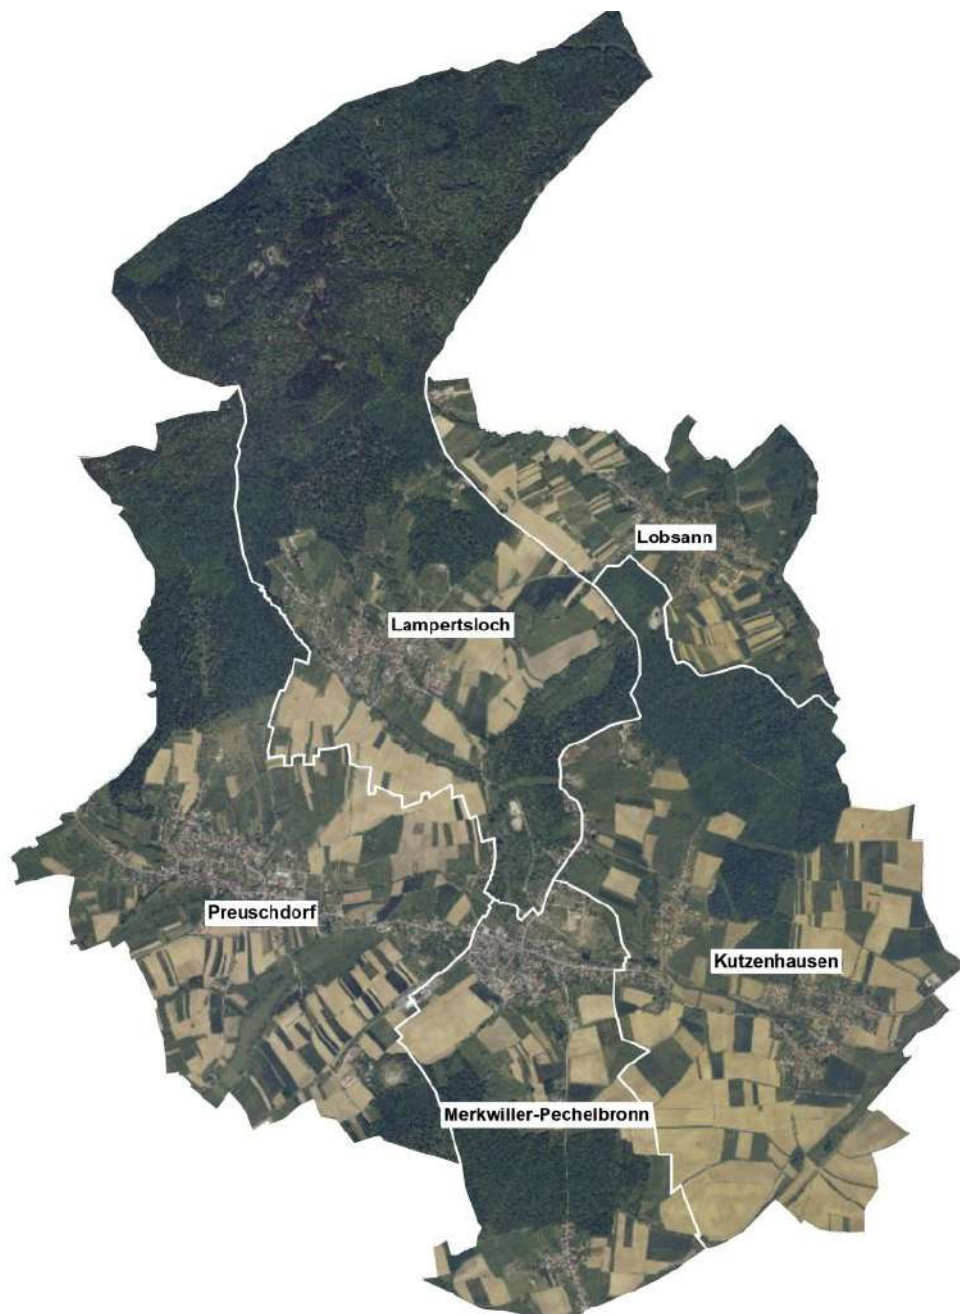 Lobsann
Lampertsloch
Preuschdorf
Kutzenhausen
Merkwiller-Pechelbronn